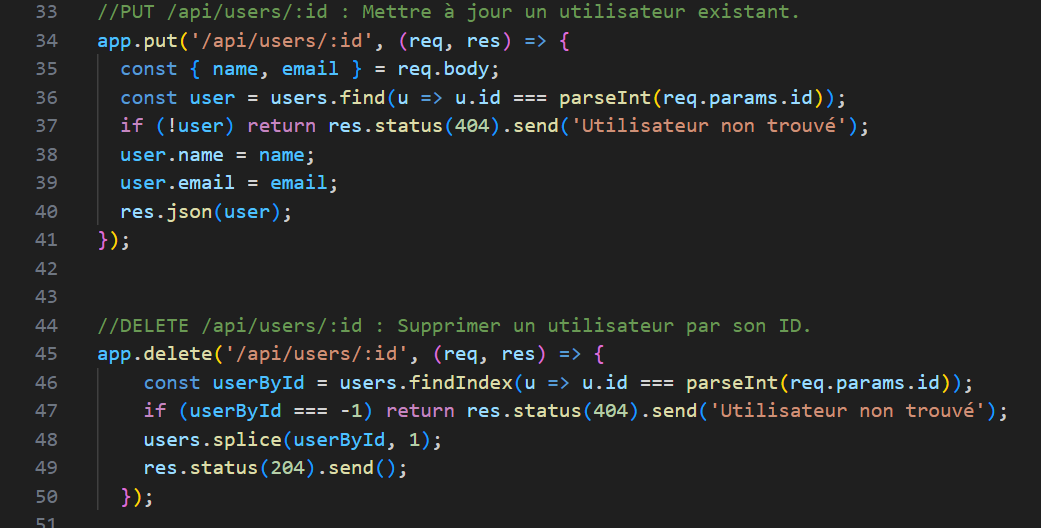 33 //PUT /api/users/:id : Mettre à jour un utilisateur existant.
34 app.put('/api/users/:id', (req, res) => {
35   const { name, email } = req.body;
36   const user = users.find(u => u.id === parseInt(req.params.id));
37   if (!user) return res.status(404).send('Utilisateur non trouvé');
38   user.name = name;
39   user.email = email;
40   res.json(user);
41 });
42
43
44 //DELETE /api/users/:id : Supprimer un utilisateur par son ID.
45 app.delete('/api/users/:id', (req, res) => {
46     const userById = users.findIndex(u => u.id === parseInt(req.params.id));
47     if (userById === -1) return res.status(404).send('Utilisateur non trouvé');
48     users.splice(userById, 1);
49     res.status(204).send();
50   });
51